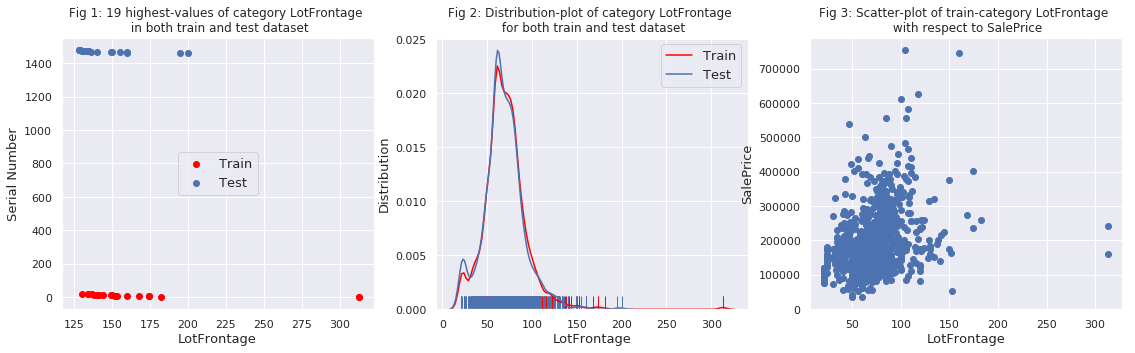 Fig 1: 19 highest-values of category LotFrontage
in both train and test dataset
1400
1200
1000
800
600
400
200
0
Serial Number
Train
Test
125
150
175
200
225
250
275
300
LotFrontage
Fig 2: Distribution-plot of category LotFrontage
for both train and test dataset
0.025
0.020
0.015
0.010
0.005
0.000
Distribution
Train
Test
0
50
100
150
200
250
300
LotFrontage
Fig 3: Scatter-plot of train-category LotFrontage
with respect to SalePrice
700000
600000
500000
400000
300000
200000
100000
0
SalePrice
50
100
150
200
250
300
LotFrontage